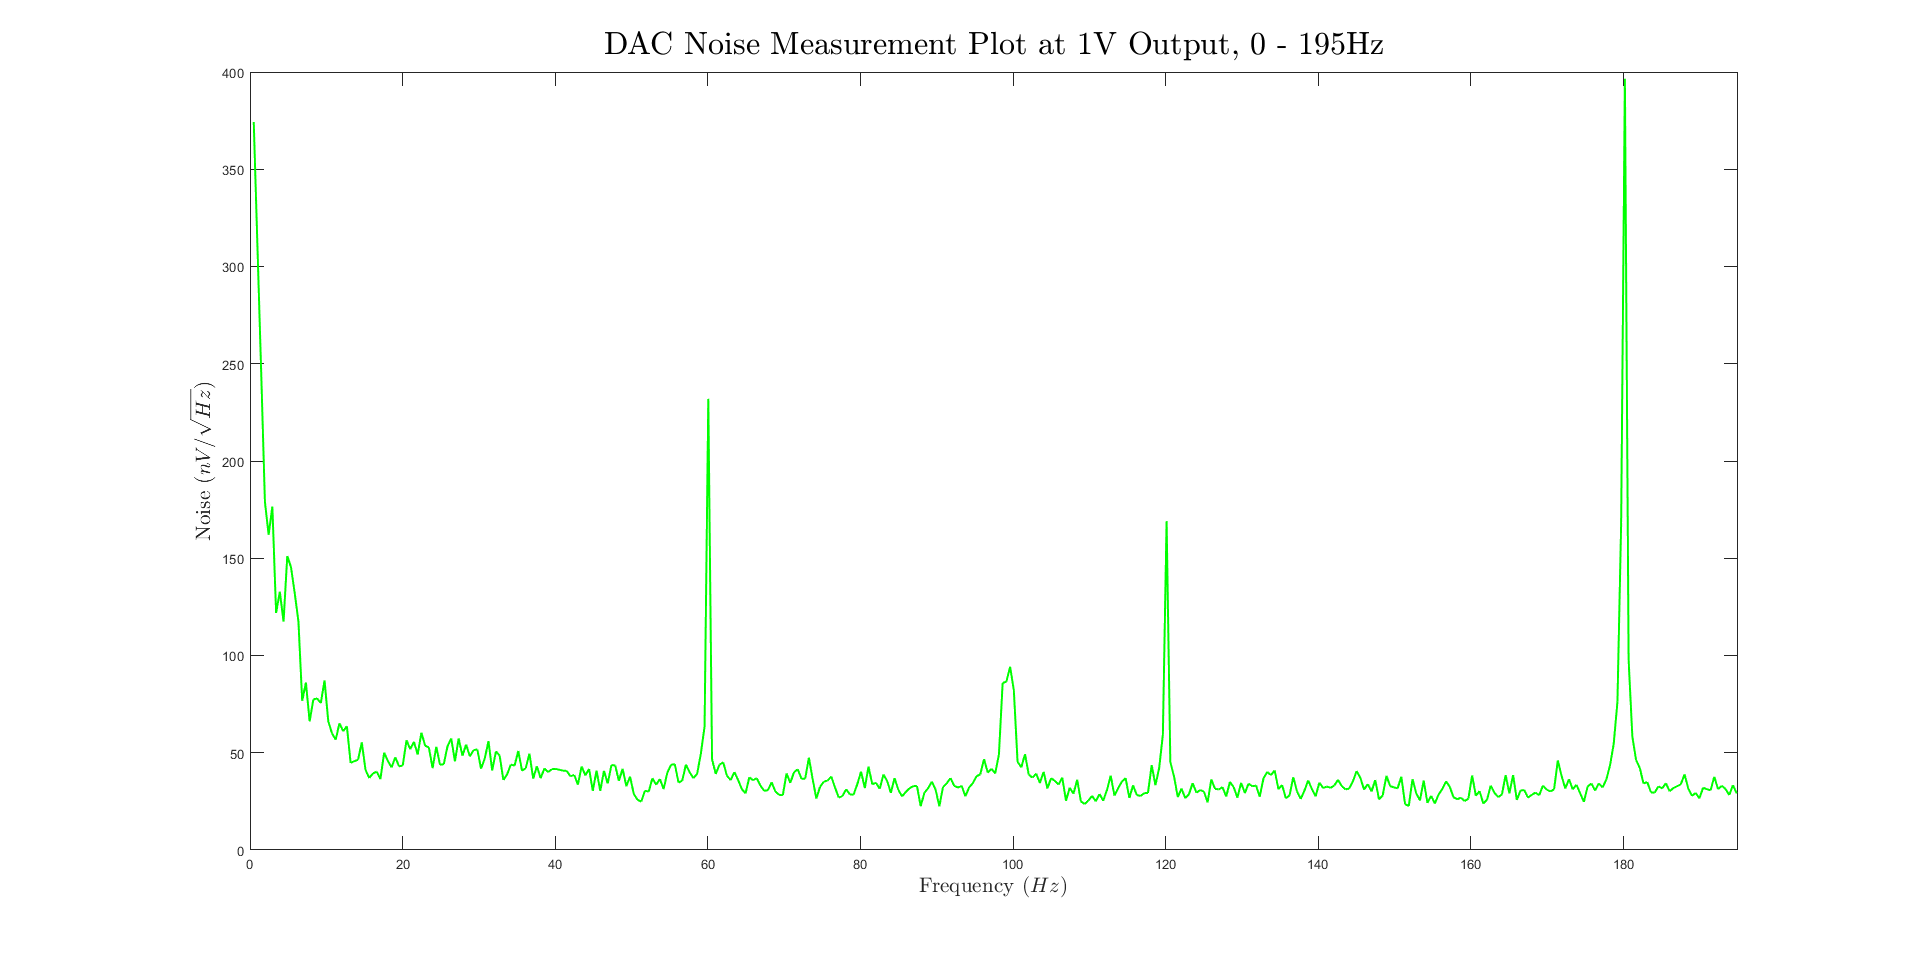 DAC Noise Measurement Plot at 1V Output, 0 - 195Hz
400
350
300
250
200
150
100
50
0
Noise (nV/√Hz)
0 20 40 60 80 100 120 140 160 180
Frequency (Hz)